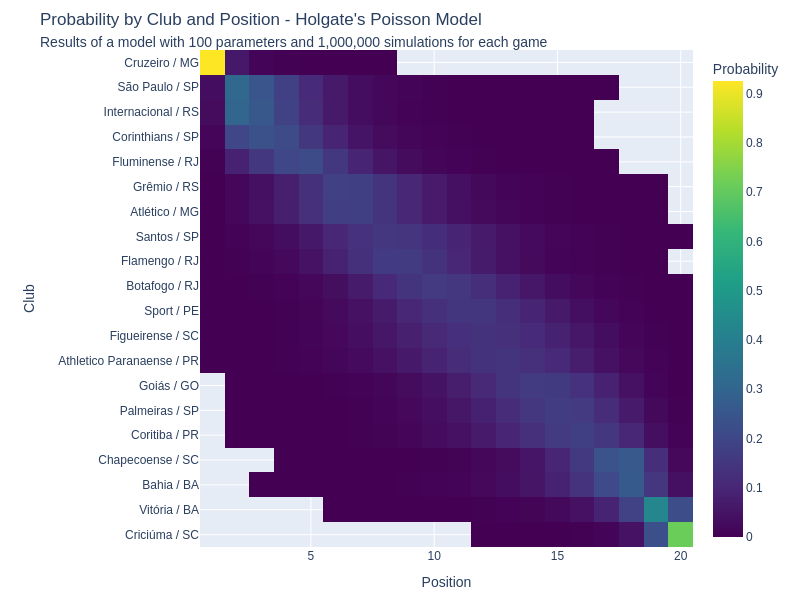 Probability by Club and Position - Holgate's Poisson Model
Results of a model with 100 parameters and 1,000,000 simulations for each game
Probability
Club
Cruzeiro / MG
São Paulo / SP
Internacional / RS
Corinthians / SP
Fluminense / RJ
Grêmio / RS
Atlético / MG
Santos / SP
Flamengo / RJ
Botafogo / RJ
Sport / PE
Figueirense / SC
Athletico Paranaense / PR
Goiás / GO
Palmeiras / SP
Coritiba / PR
Chapecoense / SC
Bahia / BA
Vitória / BA
Criciúma / SC
5 10 15 20
Position
0.9
0.8
0.7
0.6
0.5
0.4
0.3
0.2
0.1
0